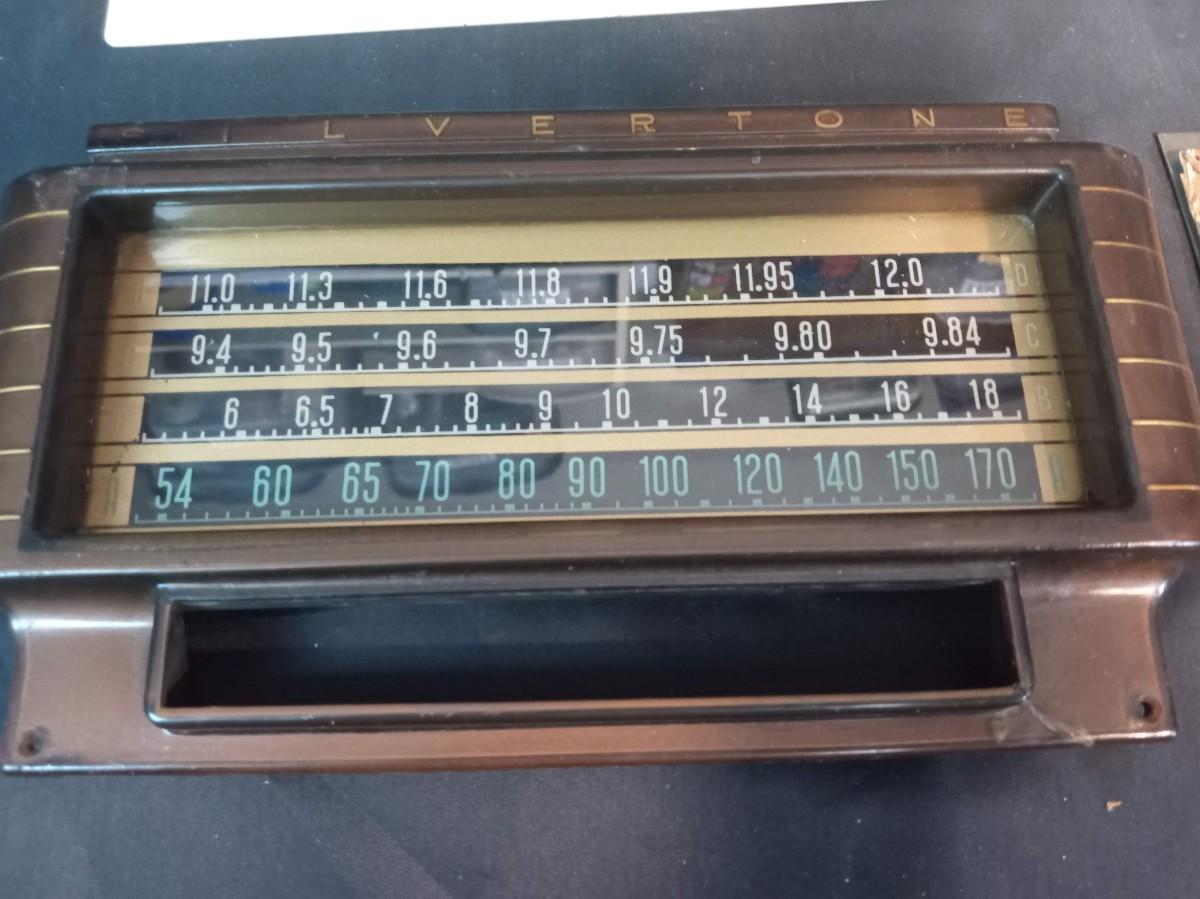 SILVERTONE
11.0 11.3 11.6 11.8 11.9 11.95 12.0 D
9.4 9.5 9.6 9.7 9.75 9.80 9.84 C
6 6.5 7 8 9 10 12 14 16 18 B
A 54 60 65 70 80 90 100 120 140 150 170 A